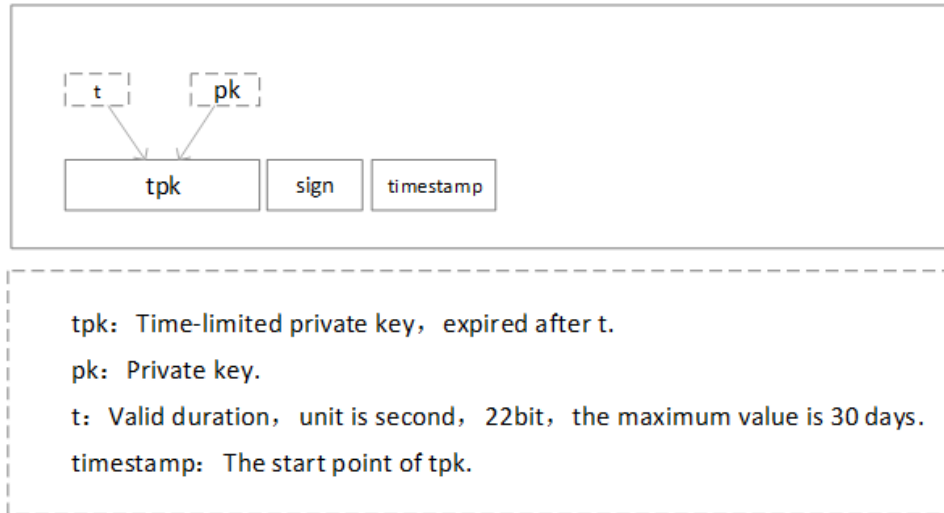 t pk
tpk sign timestamp
tpk：Time-limited private key，expired after t.
pk：Private key.
t：Valid duration，unit is second，22bit，the maximum value is 30 days.
timestamp：The start point of tpk.